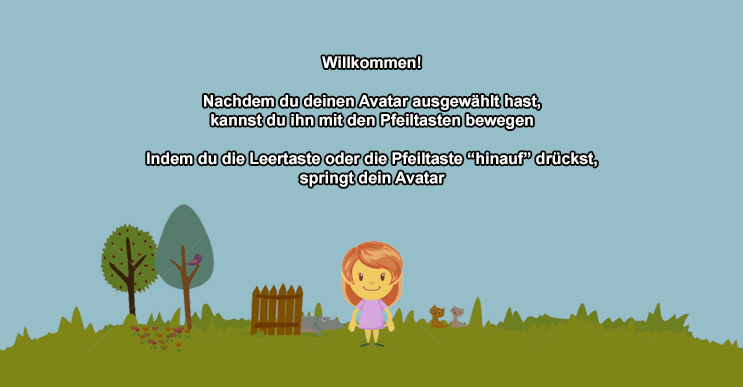 Willkommen!
Nachdem du deinen Avatar ausgewählt hast,
kannst du ihn mit den Pfeiltasten bewegen
Indem du die Leertaste oder die Pfeiltaste “hinauf” drückst,
springt dein Avatar